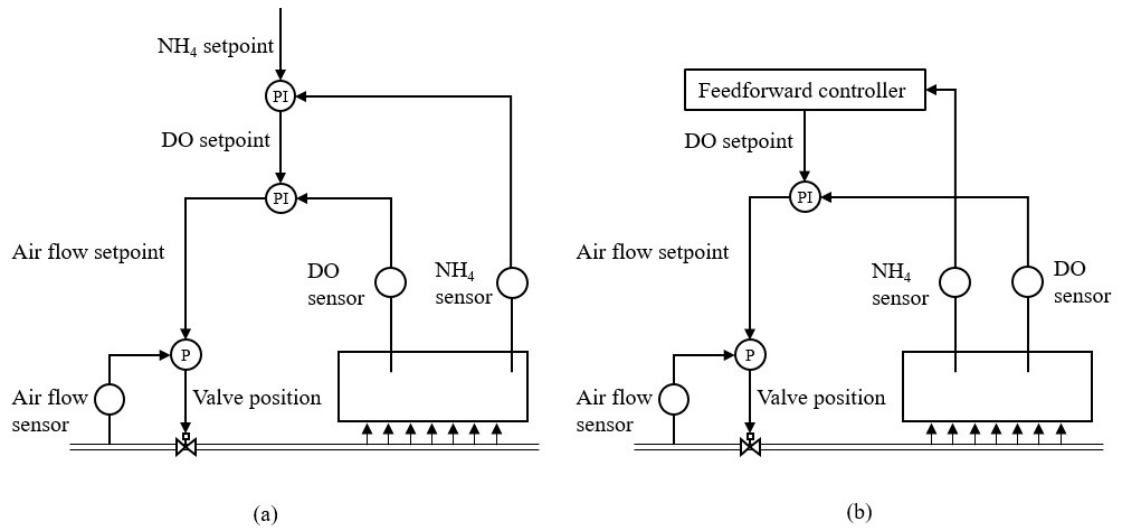 NH₄ setpoint
PI
DO setpoint
PI
Air flow setpoint
DO
sensor
NH₄
sensor
P
Air flow
sensor
Valve position
(a)
Feedforward controller
DO setpoint
PI
Air flow setpoint
NH₄
sensor
DO
sensor
P
Air flow
sensor
Valve position
(b)